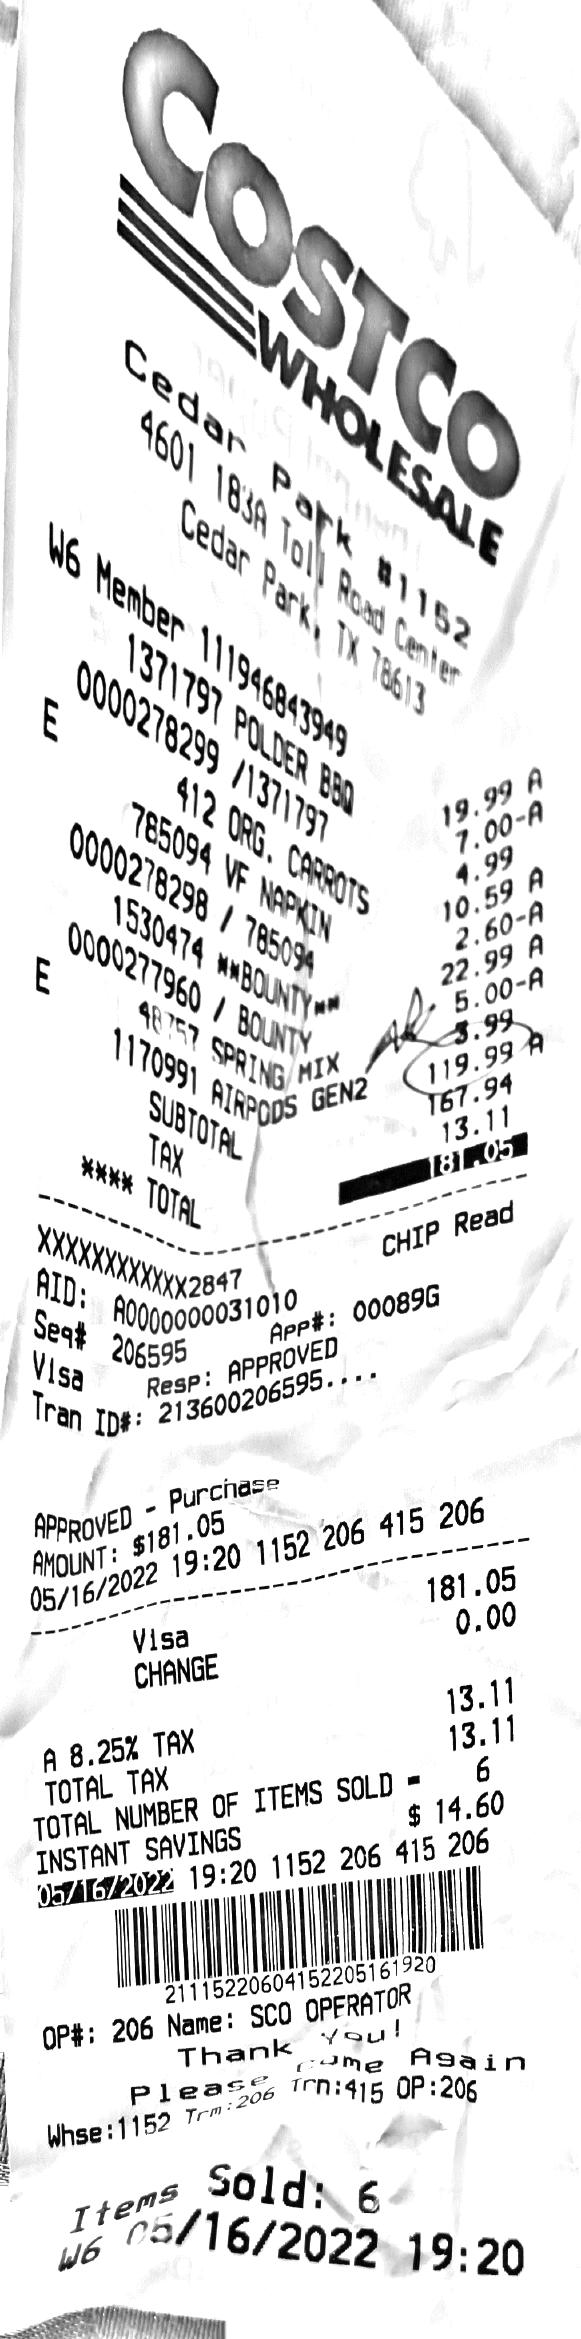 COSTCO
WHOLESALE
Cedar Park #1152
4601 183A Toll Road Center
Cedar Park, TX 78613
W6 Member 111946843949
1371797 POLDER BBQ 19.99 A
0000278299 /1371797 7.00-A
E 412 ORG. CARROTS 4.99
785094 VF NAPKIN 10.59 A
0000278298 / 785094 2.60-A
1530474 **BOUNTY** 22.99 A
0000277960 / BOUNTY 5.00-A
E 48757 SPRING MIX 3.99
1170991 AIRPODS GEN2 119.99 A
SUBTOTAL 167.94
TAX 13.11
**** TOTAL 181.05
XXXXXXXXXXXX2847 CHIP Read
AID: A0000000031010
Seq# 206595 App#: 00089G
Visa Resp: APPROVED
Tran ID#: 213600206595....
APPROVED - Purchase
AMOUNT: $181.05
05/16/2022 19:20 1152 206 415 206
Visa 181.05
CHANGE 0.00
A 8.25% TAX 13.11
TOTAL TAX 13.11
TOTAL NUMBER OF ITEMS SOLD = 6
INSTANT SAVINGS $ 14.60
05/16/2022 19:20 1152 206 415 206
21115220604152205161920
OP#: 206 Name: SCO OPERATOR
Thank You!
Please Come Again
Whse:1152 Trm:206 Trn:415 OP:206
Items Sold: 6
W6 05/16/2022 19:20